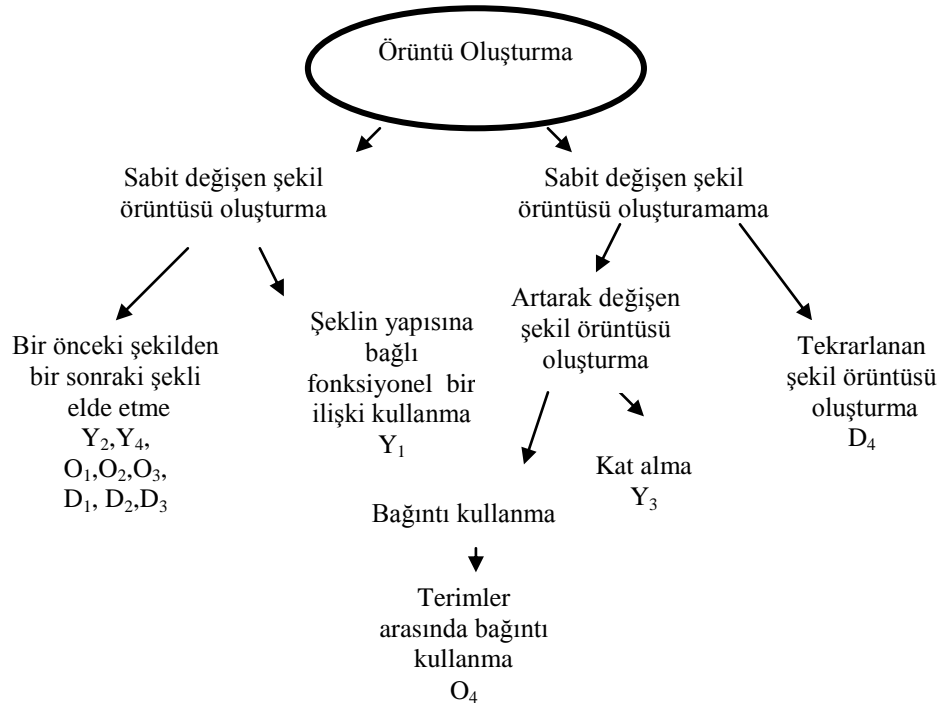 Örüntü Oluşturma
Sabit değişen şekil
örüntüsü oluşturma
Sabit değişen şekil
örüntüsü oluşturamama
Bir önceki şekilden
bir sonraki şekli
elde etme
Y2,Y4,
O1,O2,O3,
D1, D2,D3
Şeklin yapısına
bağlı
fonksiyonel bir
ilişki kullanma
Y1
Artarak değişen
şekil örüntüsü
oluşturma
Tekrarlanan
şekil örüntüsü
oluşturma
D4
Bağıntı kullanma
Kat alma
Y3
Terimler
arasında bağıntı
kullanma
O4